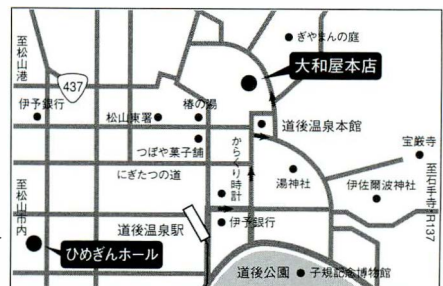 至松山港
437
ぎやまんの庭
大和屋本店
伊予銀行
松山東署
椿の湯
つぼや菓子舗
からくり時計
道後温泉本館
宝厳寺
にぎたつの道
湯神社
伊佐爾波神社
至石手寺・R137
至松山市内
道後温泉駅
伊予銀行
ひめぎんホール
道後公園
子規記念博物館